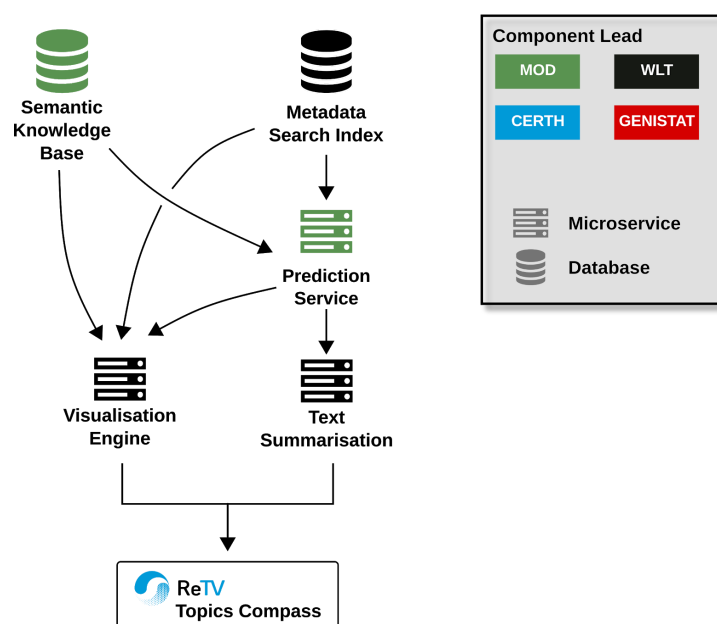 Semantic
Knowledge
Base
Metadata
Search Index
Prediction
Service
Visualisation
Engine
Text
Summarisation
ReTV
Topics Compass
Component Lead
MOD
WLT
CERTH
GENISTAT
Microservice
Database